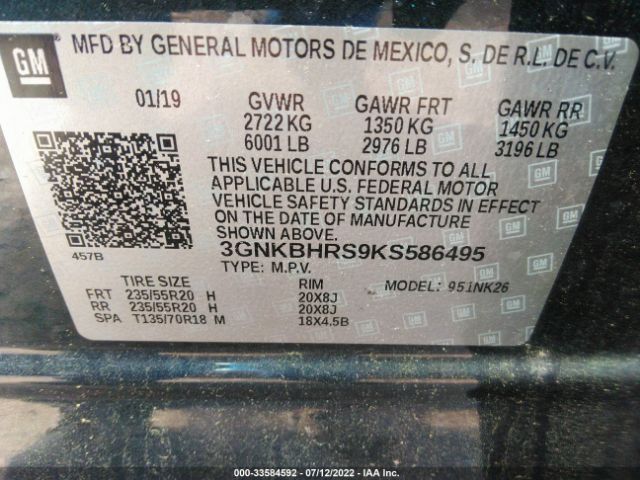 GM
MFD BY GENERAL MOTORS DE MEXICO, S. DE R.L. DE C.V.
01/19 GVWR GAWR FRT GAWR RR
2722 KG 1350 KG 1450 KG
6001 LB 2976 LB 3196 LB
THIS VEHICLE CONFORMS TO ALL
APPLICABLE U.S. FEDERAL MOTOR
VEHICLE SAFETY STANDARDS IN EFFECT
ON THE DATE OF MANUFACTURE
SHOWN ABOVE.
457B 3GNKBHRS9KS586495
TYPE: M.P.V.
TIRE SIZE RIM MODEL: 951NK26
FRT 235/55R20 H 20X8J
RR 235/55R20 H 20X8J
SPA T135/70R18 M 18X4.5B
000-33584592 - 07/12/2022 - IAA Inc.